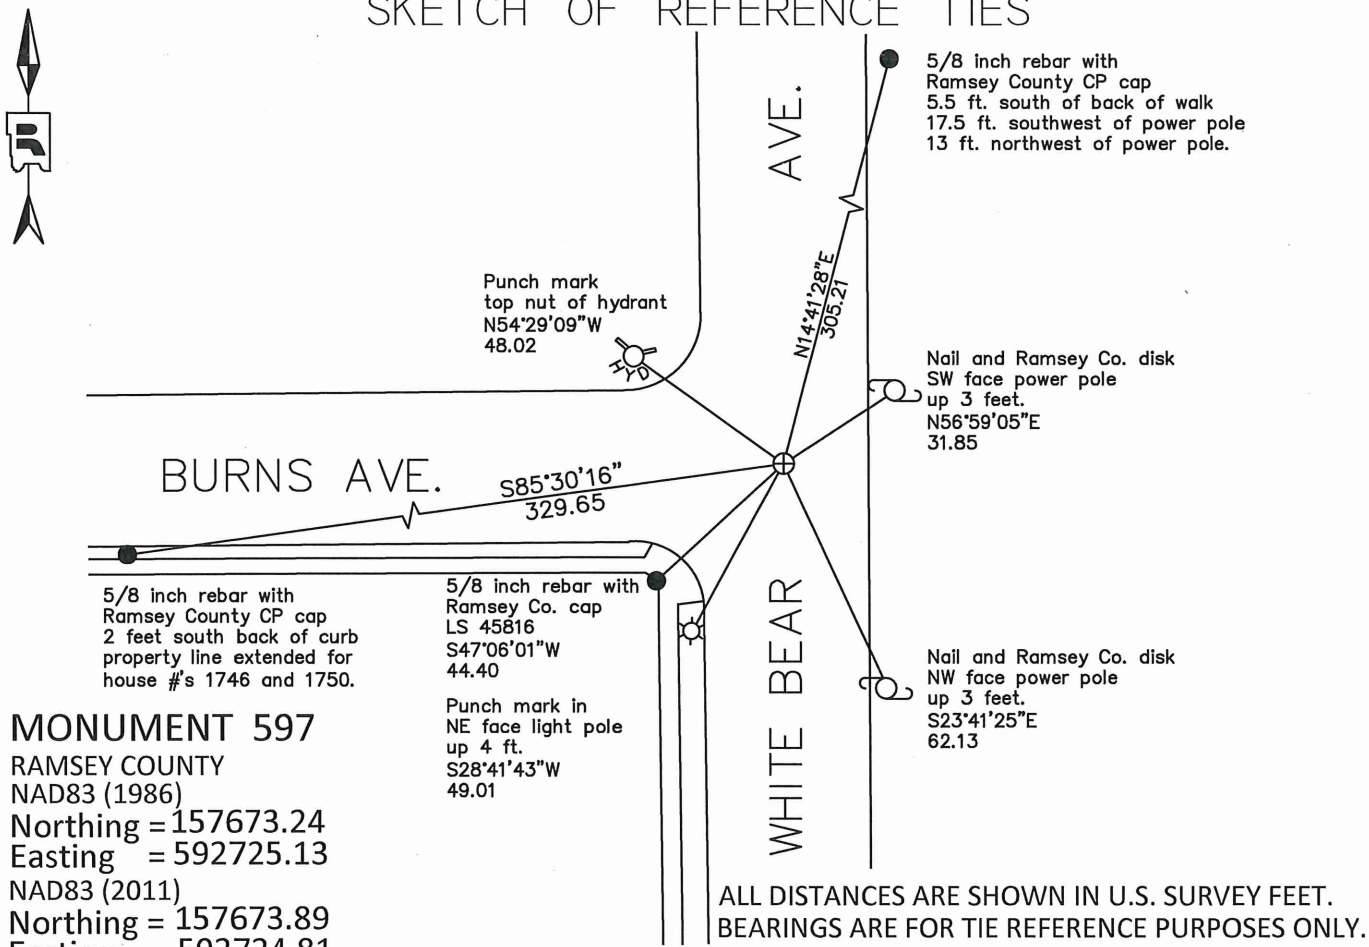 SKETCH OF REFERENCE TIES
5/8 inch rebar with
Ramsey County CP cap
5.5 ft. south of back of walk
17.5 ft. southwest of power pole
13 ft. northwest of power pole.
AVE.
R
N14°41'28"E
305.21
Punch mark
top nut of hydrant
N54°29'09"W
48.02
HYD
Nail and Ramsey Co. disk
SW face power pole
up 3 feet.
N56°59'05"E
31.85
BURNS AVE.
S85°30'16"
329.65
5/8 inch rebar with
Ramsey County CP cap
2 feet south back of curb
property line extended for
house #'s 1746 and 1750.
5/8 inch rebar with
Ramsey Co. cap
LS 45816
S47°06'01"W
44.40
Punch mark in
NE face light pole
up 4 ft.
S28°41'43"W
49.01
WHITE BEAR
Nail and Ramsey Co. disk
NW face power pole
up 3 feet.
S23°41'25"E
62.13
MONUMENT 597
RAMSEY COUNTY
NAD83 (1986)
Northing = 157673.24
Easting = 592725.13
NAD83 (2011)
Northing = 157673.89
Easting = 592724.81
ALL DISTANCES ARE SHOWN IN U.S. SURVEY FEET.
BEARINGS ARE FOR TIE REFERENCE PURPOSES ONLY.